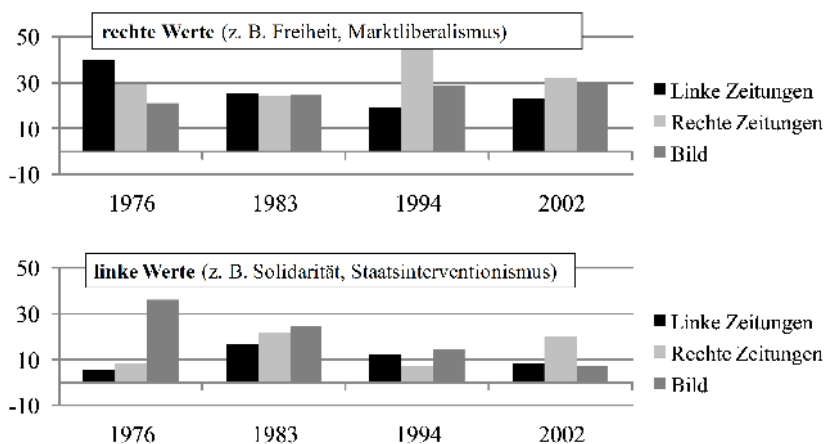 50
rechte Werte (z. B. Freiheit, Marktliberalismus)
30
10
-10
Linke Zeitungen
Rechte Zeitungen
Bild
1976 1983 1994 2002
50
linke Werte (z. B. Solidarität, Staatsinterventionismus)
30
10
-10
Linke Zeitungen
Rechte Zeitungen
Bild
1976 1983 1994 2002